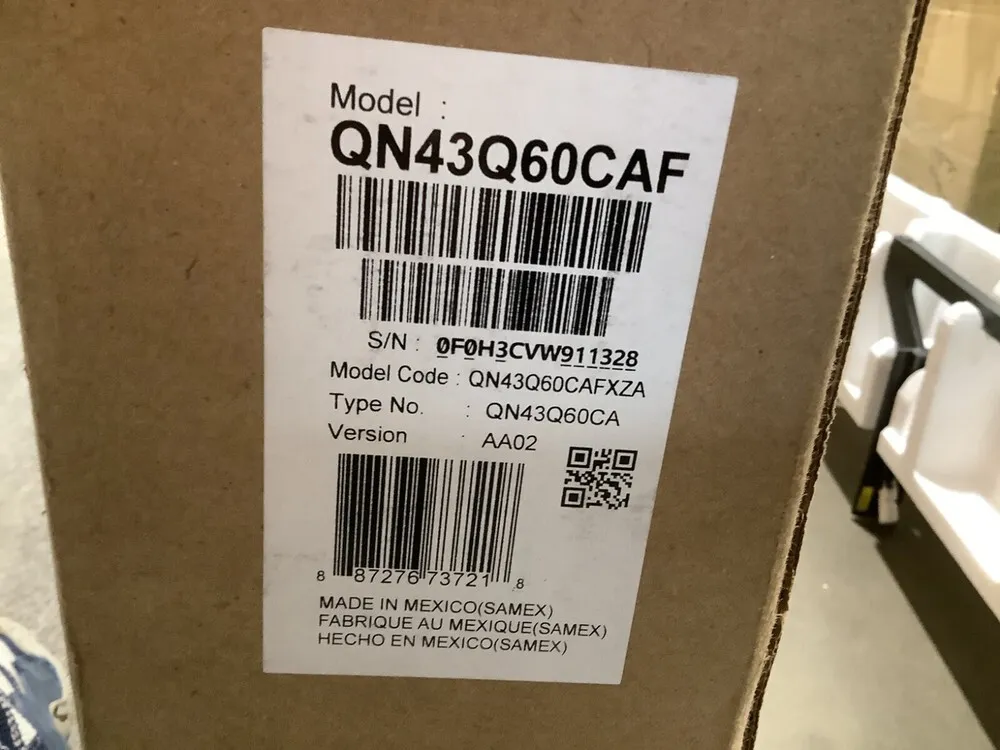 Model :
QN43Q60CAF
S/N : 0F0H3CVW911328
Model Code : QN43Q60CAFXZA
Type No. : QN43Q60CA
Version : AA02
8 87276 73721 8
MADE IN MEXICO(SAMEX)
FABRIQUE AU MEXIQUE(SAMEX)
HECHO EN MEXICO(SAMEX)